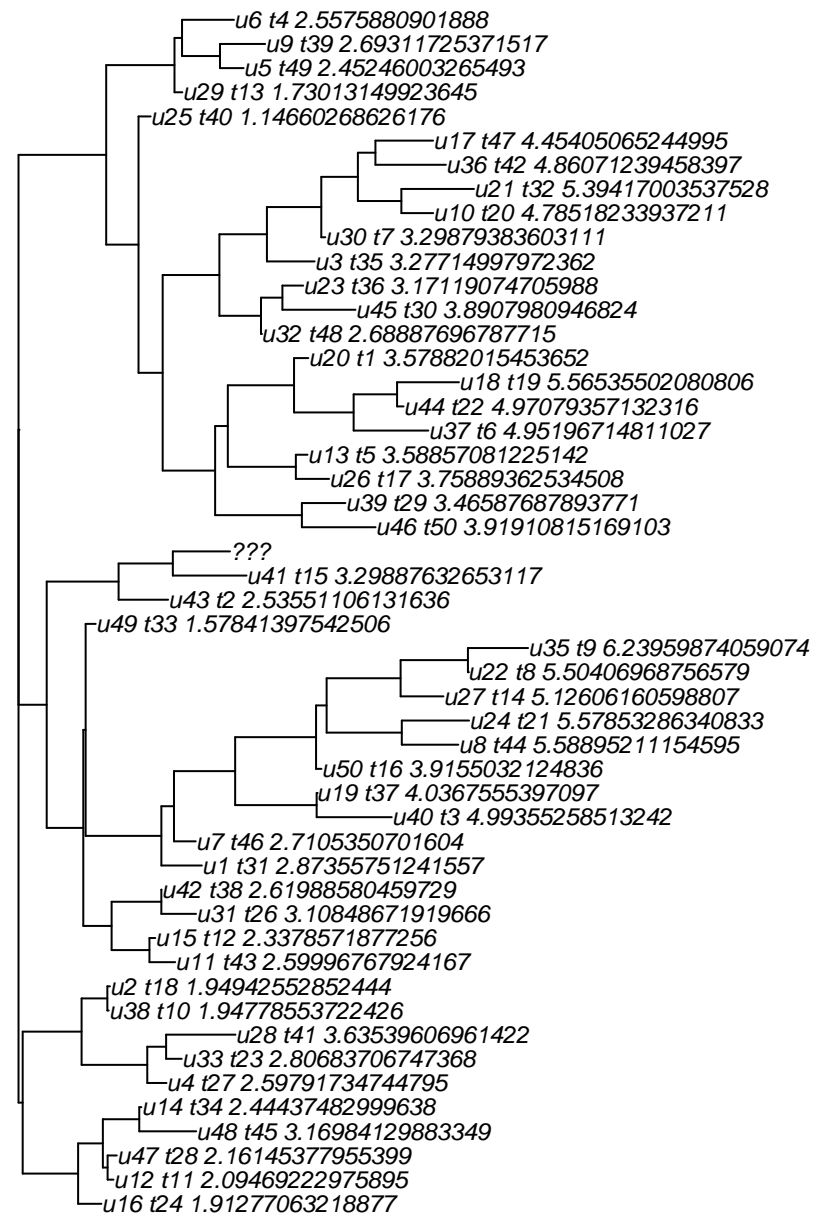 u6 t4 2.5575880901888
u9 t39 2.69311725371517
u5 t49 2.45246003265493
u29 t13 1.73013149923645
u25 t40 1.14660268626176
u17 t47 4.45405065244995
u36 t42 4.86071239458397
u21 t32 5.39417003537528
u10 t20 4.78518233937211
u30 t7 3.29879383603111
u3 t35 3.27714997972362
u23 t36 3.17119074705988
u45 t30 3.8907980946824
u32 t48 2.68887696787715
u20 t1 3.57882015453652
u18 t19 5.56535502080806
u44 t22 4.97079357132316
u37 t6 4.95196714811027
u13 t5 3.58857081225142
u26 t17 3.75889362534508
u39 t29 3.46587687893771
u46 t50 3.91910815169103
???
u41 t15 3.29887632653117
u43 t2 2.53551106131636
u49 t33 1.57841397542506
u35 t9 6.23959874059074
u22 t8 5.50406968756579
u27 t14 5.12606160598807
u24 t21 5.57853286340833
u8 t44 5.58895211154595
u50 t16 3.9155032124836
u19 t37 4.0367555397097
u40 t3 4.99355258513242
u7 t46 2.7105350701604
u1 t31 2.87355751241557
u42 t38 2.61988580459729
u31 t26 3.10848671919666
u15 t12 2.3378571877256
u11 t43 2.59996767924167
u2 t18 1.94942552852444
u38 t10 1.94778553722426
u28 t41 3.63539606961422
u33 t23 2.80683706747368
u4 t27 2.59791734744795
u14 t34 2.44437482999638
u48 t45 3.16984129883349
u47 t28 2.16145377955399
u12 t11 2.09469222975895
u16 t24 1.91277063218877